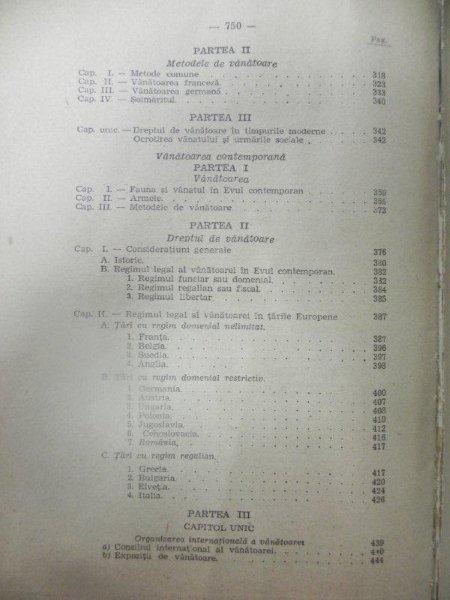 — 750 —
Pag.
PARTEA II
Metodele de vânătoare
Cap. I. — Metode comune 318
Cap. II. — Vânătoarea franceză. 323
Cap. III. — Vânătoarea germană 333
Cap. IV. — Șoimăritul. 340
PARTEA III
Cap. unic. — Dreptul de vânătoare în timpurile moderne 342
Ocrotirea vânatului și urmările sociale 342
Vânătoarea contemporană
PARTEA I
Vânătoarea
Cap. I. — Fauna și vânatul în Evul contemporan 359
Cap. II. — Armele. 365
Cap. III. — Metodele de vânătoare 373
PARTEA II
Dreptul de vânătoare
Cap. I. — Considerațiuni generale 376
A. Istoric. 380
B. Regimul legal al vânătoarei în Evul contemporan. 382
1. Regimul funciar sau domenial. 382
2. Regimul regalian sau fiscal. 384
3. Regimul libertar 385
Cap. II. — Regimul legal al vânătoarei în țările Europene 387
A. Țări cu regim domenial nelimitat.
1. Franța. 387
2. Belgia. 396
3. Suedia. 397
4. Anglia. 398
B. Țări cu regim domenial restrictiv.
1. Germania. 400
2. Austria. 407
3. Ungaria. 408
4. Polonia. 410
5. Jugoslavia. 412
6. Cehoslovacia. 416
7. România. 417
C. Țări cu regim regalian.
1. Grecia. 417
2. Bulgaria. 420
3. Elveția 424
4. Italia. 426
PARTEA III
CAPITOL UNIC
Organizarea internațională a vânătoarei 439
a) Consiliul internațional al vânătoarei. 440
b) Expoziții de vânătoare. 444